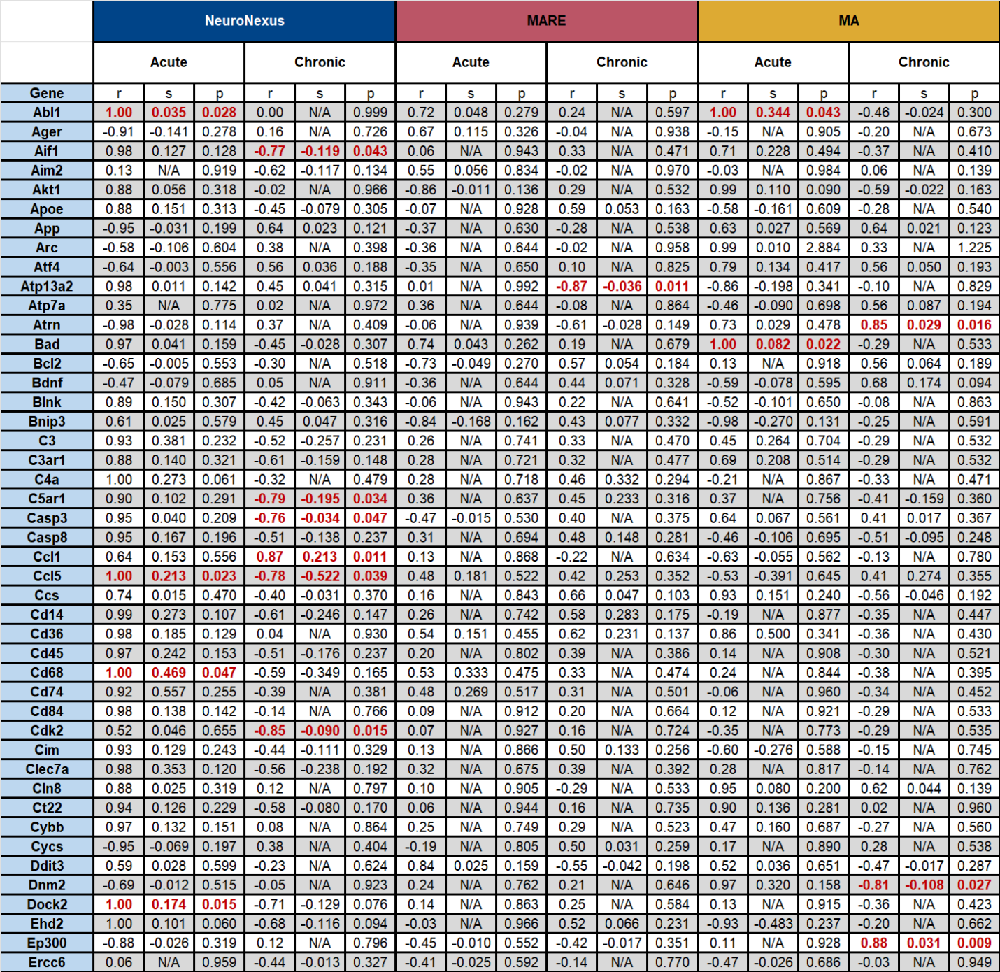 NeuroNexus MARE MA
Acute Chronic Acute Chronic Acute Chronic
Gene r s p r s p r s p r s p r s p r s p
Abl1 1.00 0.035 0.028 0.00 N/A 0.999 0.72 0.048 0.279 0.24 N/A 0.597 1.00 0.344 0.043 -0.46 -0.024 0.300
Ager -0.91 -0.141 0.278 0.16 N/A 0.726 0.67 0.115 0.326 -0.04 N/A 0.938 -0.15 N/A 0.905 -0.20 N/A 0.673
Aif1 0.98 0.127 0.128 -0.77 -0.119 0.043 0.06 N/A 0.943 0.33 N/A 0.471 0.71 0.228 0.494 -0.37 N/A 0.410
Aim2 0.13 N/A 0.919 -0.62 -0.117 0.134 0.55 0.056 0.834 -0.02 N/A 0.970 -0.03 N/A 0.984 0.06 N/A 0.139
Akt1 0.88 0.056 0.318 -0.02 N/A 0.966 -0.86 -0.011 0.136 0.29 N/A 0.532 0.99 0.110 0.090 -0.59 -0.022 0.163
Apoe 0.88 0.151 0.313 -0.45 -0.079 0.305 -0.07 N/A 0.928 0.59 0.053 0.163 -0.58 -0.161 0.609 -0.28 N/A 0.540
App -0.95 -0.031 0.199 0.64 0.023 0.121 -0.37 N/A 0.630 -0.28 N/A 0.538 0.63 0.027 0.569 0.64 0.021 0.123
Arc -0.58 -0.106 0.604 0.38 N/A 0.398 -0.36 N/A 0.644 -0.02 N/A 0.958 0.99 0.010 2.884 0.33 N/A 1.225
Atf4 -0.64 -0.003 0.556 0.56 0.036 0.188 -0.35 N/A 0.650 0.10 N/A 0.825 0.79 0.134 0.417 0.56 0.050 0.193
Atp13a2 0.98 0.011 0.142 0.45 0.041 0.315 0.01 N/A 0.992 -0.87 -0.036 0.011 -0.86 -0.198 0.341 -0.10 N/A 0.829
Atp7a 0.35 N/A 0.775 0.02 N/A 0.972 0.36 N/A 0.644 -0.08 N/A 0.864 -0.46 -0.090 0.698 0.56 0.087 0.194
Atrn -0.98 -0.028 0.114 0.37 N/A 0.409 -0.06 N/A 0.939 -0.61 -0.028 0.149 0.73 0.029 0.478 0.85 0.029 0.016
Bad 0.97 0.041 0.159 -0.45 -0.028 0.307 0.74 0.043 0.262 0.19 N/A 0.679 1.00 0.082 0.022 -0.29 N/A 0.533
Bcl2 -0.65 -0.005 0.553 -0.30 N/A 0.518 -0.73 -0.049 0.270 0.57 0.054 0.184 0.13 N/A 0.918 0.56 0.064 0.189
Bdnf -0.47 -0.079 0.685 0.05 N/A 0.911 -0.36 N/A 0.644 0.44 0.071 0.328 -0.59 -0.078 0.595 0.68 0.174 0.094
Blnk 0.89 0.150 0.307 -0.42 -0.063 0.343 -0.06 N/A 0.943 0.22 N/A 0.641 -0.52 -0.101 0.650 -0.08 N/A 0.863
Bnip3 0.61 0.025 0.579 0.45 0.047 0.316 -0.84 -0.168 0.162 0.43 0.077 0.332 -0.98 -0.270 0.131 -0.25 N/A 0.591
C3 0.93 0.381 0.232 -0.52 -0.257 0.231 0.26 N/A 0.741 0.33 N/A 0.470 0.45 0.264 0.704 -0.29 N/A 0.532
C3ar1 0.88 0.140 0.321 -0.61 -0.159 0.148 0.28 N/A 0.721 0.32 N/A 0.477 0.69 0.208 0.514 -0.29 N/A 0.532
C4a 1.00 0.273 0.061 -0.32 N/A 0.479 0.28 N/A 0.718 0.46 0.332 0.294 -0.21 N/A 0.867 -0.33 N/A 0.471
C5ar1 0.90 0.102 0.291 -0.79 -0.195 0.034 0.36 N/A 0.637 0.45 0.233 0.316 0.37 N/A 0.756 -0.41 -0.159 0.360
Casp3 0.95 0.040 0.209 -0.76 -0.034 0.047 -0.47 -0.015 0.530 0.40 N/A 0.375 0.64 0.067 0.561 0.41 0.017 0.367
Casp8 0.95 0.167 0.196 -0.51 -0.138 0.237 0.31 N/A 0.694 0.48 0.148 0.281 -0.46 -0.106 0.695 -0.51 -0.095 0.248
Ccl1 0.64 0.153 0.556 0.87 0.213 0.011 0.13 N/A 0.868 -0.22 N/A 0.634 -0.63 -0.055 0.562 -0.13 N/A 0.780
Ccl5 1.00 0.213 0.023 -0.78 -0.522 0.039 0.48 0.181 0.522 0.42 0.253 0.352 -0.53 -0.391 0.645 0.41 0.274 0.355
Ccs 0.74 0.015 0.470 -0.40 -0.031 0.370 0.16 N/A 0.843 0.66 0.047 0.103 0.93 0.151 0.240 -0.56 -0.046 0.192
Cd14 0.99 0.273 0.107 -0.61 -0.246 0.147 0.26 N/A 0.742 0.58 0.283 0.175 -0.19 N/A 0.877 -0.35 N/A 0.447
Cd36 0.98 0.185 0.129 0.04 N/A 0.930 0.54 0.151 0.455 0.62 0.231 0.137 0.86 0.500 0.341 -0.36 N/A 0.430
Cd45 0.97 0.242 0.153 -0.51 -0.176 0.237 0.20 N/A 0.802 0.39 N/A 0.386 0.14 N/A 0.908 -0.30 N/A 0.521
Cd68 1.00 0.469 0.047 -0.59 -0.349 0.165 0.53 0.333 0.475 0.33 N/A 0.474 0.24 N/A 0.844 -0.38 N/A 0.395
Cd74 0.92 0.557 0.255 -0.39 N/A 0.381 0.48 0.269 0.517 0.31 N/A 0.501 -0.06 N/A 0.960 -0.34 N/A 0.452
Cd84 0.98 0.138 0.142 -0.14 N/A 0.766 0.09 N/A 0.912 0.20 N/A 0.664 0.12 N/A 0.921 -0.29 N/A 0.533
Cdk2 0.52 0.046 0.655 -0.85 -0.090 0.015 0.07 N/A 0.927 0.16 N/A 0.724 -0.35 N/A 0.773 -0.29 N/A 0.535
Cim 0.93 0.129 0.243 -0.44 -0.111 0.329 0.13 N/A 0.866 0.50 0.133 0.256 -0.60 -0.276 0.588 -0.15 N/A 0.745
Clec7a 0.98 0.353 0.120 -0.56 -0.238 0.192 0.32 N/A 0.675 0.39 N/A 0.392 0.28 N/A 0.817 -0.14 N/A 0.762
Cln8 0.88 0.025 0.319 0.12 N/A 0.797 0.10 N/A 0.905 -0.29 N/A 0.533 0.95 0.080 0.200 0.62 0.044 0.139
Ct22 0.94 0.126 0.229 -0.58 -0.080 0.170 0.06 N/A 0.944 0.16 N/A 0.735 0.90 0.136 0.281 0.02 N/A 0.960
Cybb 0.97 0.132 0.151 0.08 N/A 0.864 0.25 N/A 0.749 0.29 N/A 0.523 0.47 0.160 0.687 -0.27 N/A 0.560
Cycs -0.95 -0.069 0.197 0.38 N/A 0.404 -0.19 N/A 0.805 0.50 0.031 0.259 0.17 N/A 0.890 0.28 N/A 0.538
Ddit3 0.59 0.028 0.599 -0.23 N/A 0.624 0.84 0.025 0.159 -0.55 -0.042 0.198 0.52 0.036 0.651 -0.47 -0.017 0.287
Dnm2 -0.69 -0.012 0.515 -0.05 N/A 0.923 0.24 N/A 0.762 0.21 N/A 0.646 0.97 0.320 0.158 -0.81 -0.108 0.027
Dock2 1.00 0.174 0.015 -0.71 -0.129 0.076 0.14 N/A 0.863 0.25 N/A 0.584 0.13 N/A 0.915 -0.36 N/A 0.423
Ehd2 1.00 0.101 0.060 -0.68 -0.116 0.094 -0.03 N/A 0.966 0.52 0.066 0.231 -0.93 -0.483 0.237 -0.20 N/A 0.662
Ep300 -0.88 -0.026 0.319 0.12 N/A 0.796 -0.45 -0.010 0.552 -0.42 -0.017 0.351 0.11 N/A 0.928 0.88 0.031 0.009
Ercc6 0.06 N/A 0.959 -0.44 -0.013 0.327 -0.41 -0.025 0.592 -0.14 N/A 0.770 -0.47 -0.026 0.686 -0.03 N/A 0.949